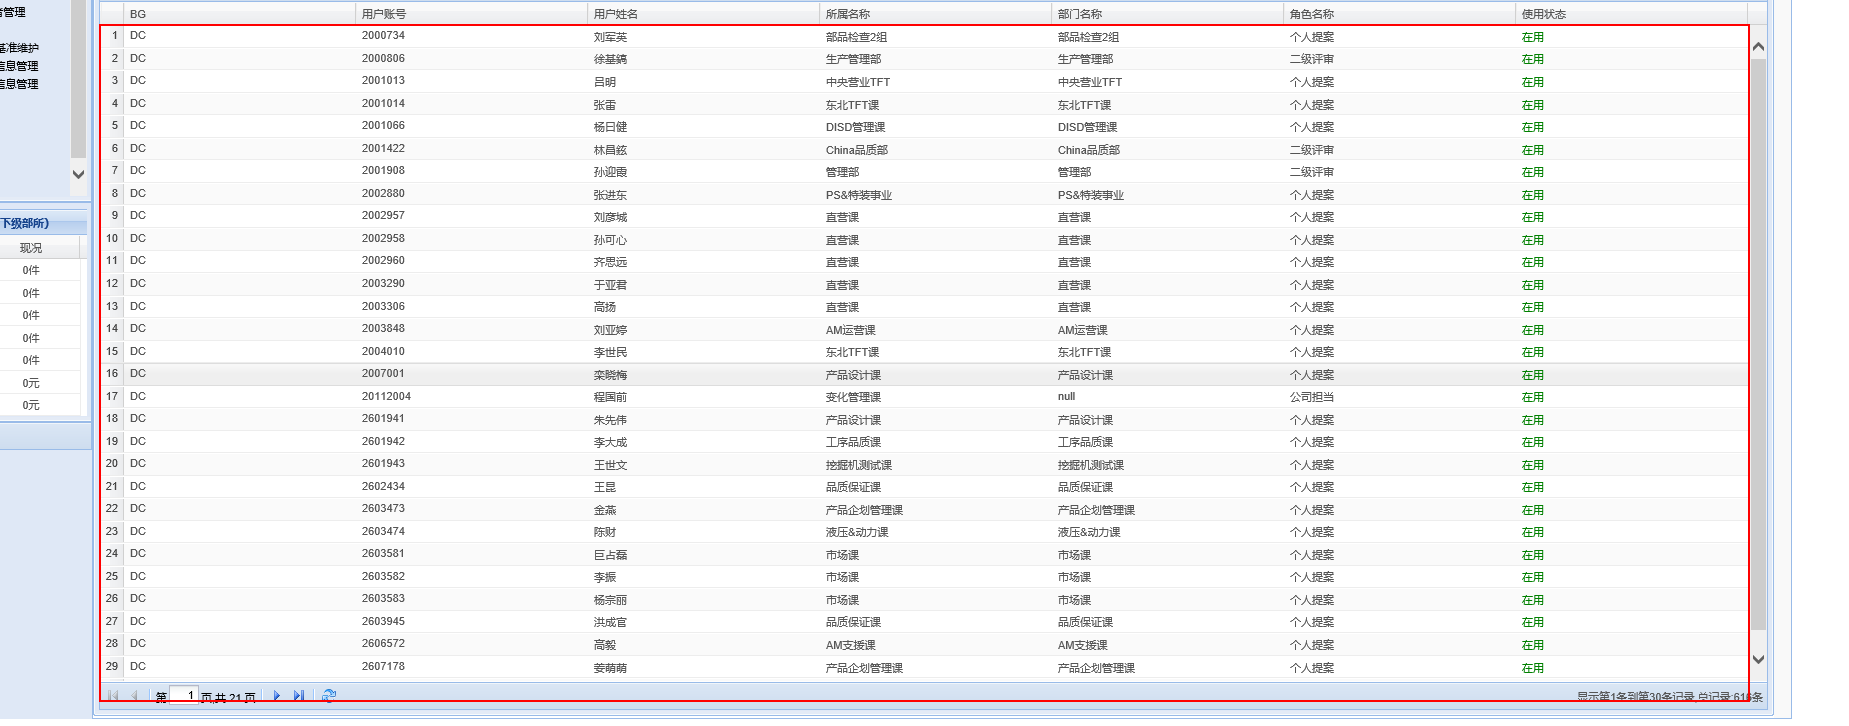 管理
基准维护
信息管理
信息管理
下级部所)
现况
0件
0件
0件
0件
0件
0元
0元
BG 用户账号 用户姓名 所属名称 部门名称 角色名称 使用状态
1 DC 2000734 刘军英 部品检查2组 部品检查2组 个人提案 在用
2 DC 2000806 徐基鎬 生产管理部 生产管理部 二级评审 在用
3 DC 2001013 吕明 中央营业TFT 中央营业TFT 个人提案 在用
4 DC 2001014 张雷 东北TFT课 东北TFT课 个人提案 在用
5 DC 2001066 杨日健 DISD管理课 DISD管理课 个人提案 在用
6 DC 2001422 林昌鉉 China品质部 China品质部 二级评审 在用
7 DC 2001908 孙迎霞 管理部 管理部 二级评审 在用
8 DC 2002880 张进东 PS&特装事业 PS&特装事业 个人提案 在用
9 DC 2002957 刘彦城 直营课 直营课 个人提案 在用
10 DC 2002958 孙可心 直营课 直营课 个人提案 在用
11 DC 2002960 齐思远 直营课 直营课 个人提案 在用
12 DC 2003290 于亚君 直营课 直营课 个人提案 在用
13 DC 2003306 高扬 直营课 直营课 个人提案 在用
14 DC 2003848 刘亚婷 AM运营课 AM运营课 个人提案 在用
15 DC 2004010 李世民 东北TFT课 东北TFT课 个人提案 在用
16 DC 2007001 栾晓梅 产品设计课 产品设计课 个人提案 在用
17 DC 20112004 程国前 变化管理课 null 公司担当 在用
18 DC 2601941 朱先伟 产品设计课 产品设计课 个人提案 在用
19 DC 2601942 李大成 工序品质课 工序品质课 个人提案 在用
20 DC 2601943 王世文 挖掘机测试课 挖掘机测试课 个人提案 在用
21 DC 2602434 王昆 品质保证课 品质保证课 个人提案 在用
22 DC 2603473 金燕 产品企划管理课 产品企划管理课 个人提案 在用
23 DC 2603474 陈财 液压&动力课 液压&动力课 个人提案 在用
24 DC 2603581 巨占磊 市场课 市场课 个人提案 在用
25 DC 2603582 李振 市场课 市场课 个人提案 在用
26 DC 2603583 杨宗丽 市场课 市场课 个人提案 在用
27 DC 2603945 洪成官 品质保证课 品质保证课 个人提案 在用
28 DC 2606572 高毅 AM支援课 AM支援课 个人提案 在用
29 DC 2607178 姜萌萌 产品企划管理课 产品企划管理课 个人提案 在用
第 1 页,共 21 页 显示第1条到第30条记录,总记录:616条